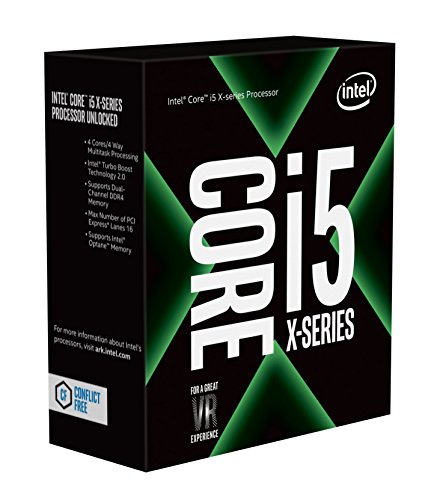 INTEL® CORE™ i5 X-SERIES
PROCESSOR UNLOCKED
• 4 Cores/4 Way
Multitask Processing
• Intel® Turbo Boost
Technology 2.0
• Supports Dual-
Channel DDR4
Memory
• Max Number of PCI
Express® Lanes 16
• Supports Intel®
Optane™ Memory
For more information about Intel's
processors, visit ark.intel.com
CF
CONFLICT
FREE
Intel® Core™ i5 X-series Processor
intel
CORE
i5
X-SERIES
FOR A GREAT
VR
EXPERIENCE